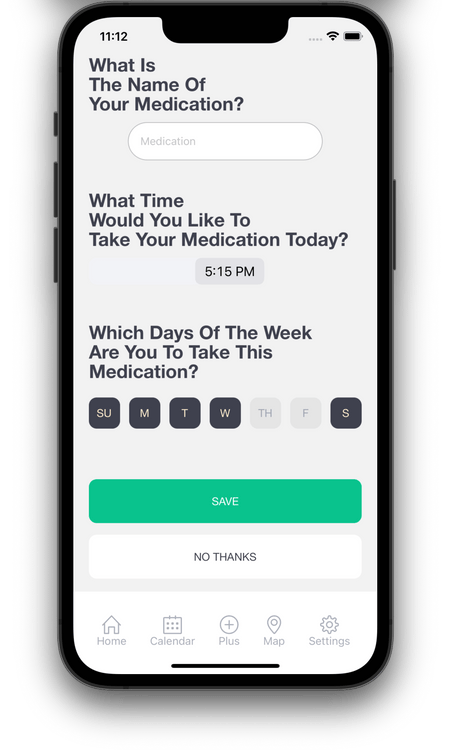 11:12
What Is
The Name Of
Your Medication?
Medication
What Time
Would You Like To
Take Your Medication Today?
5:15 PM
Which Days Of The Week
Are You To Take This
Medication?
SU M T W TH F S
SAVE
NO THANKS
Home Calendar Plus Map Settings